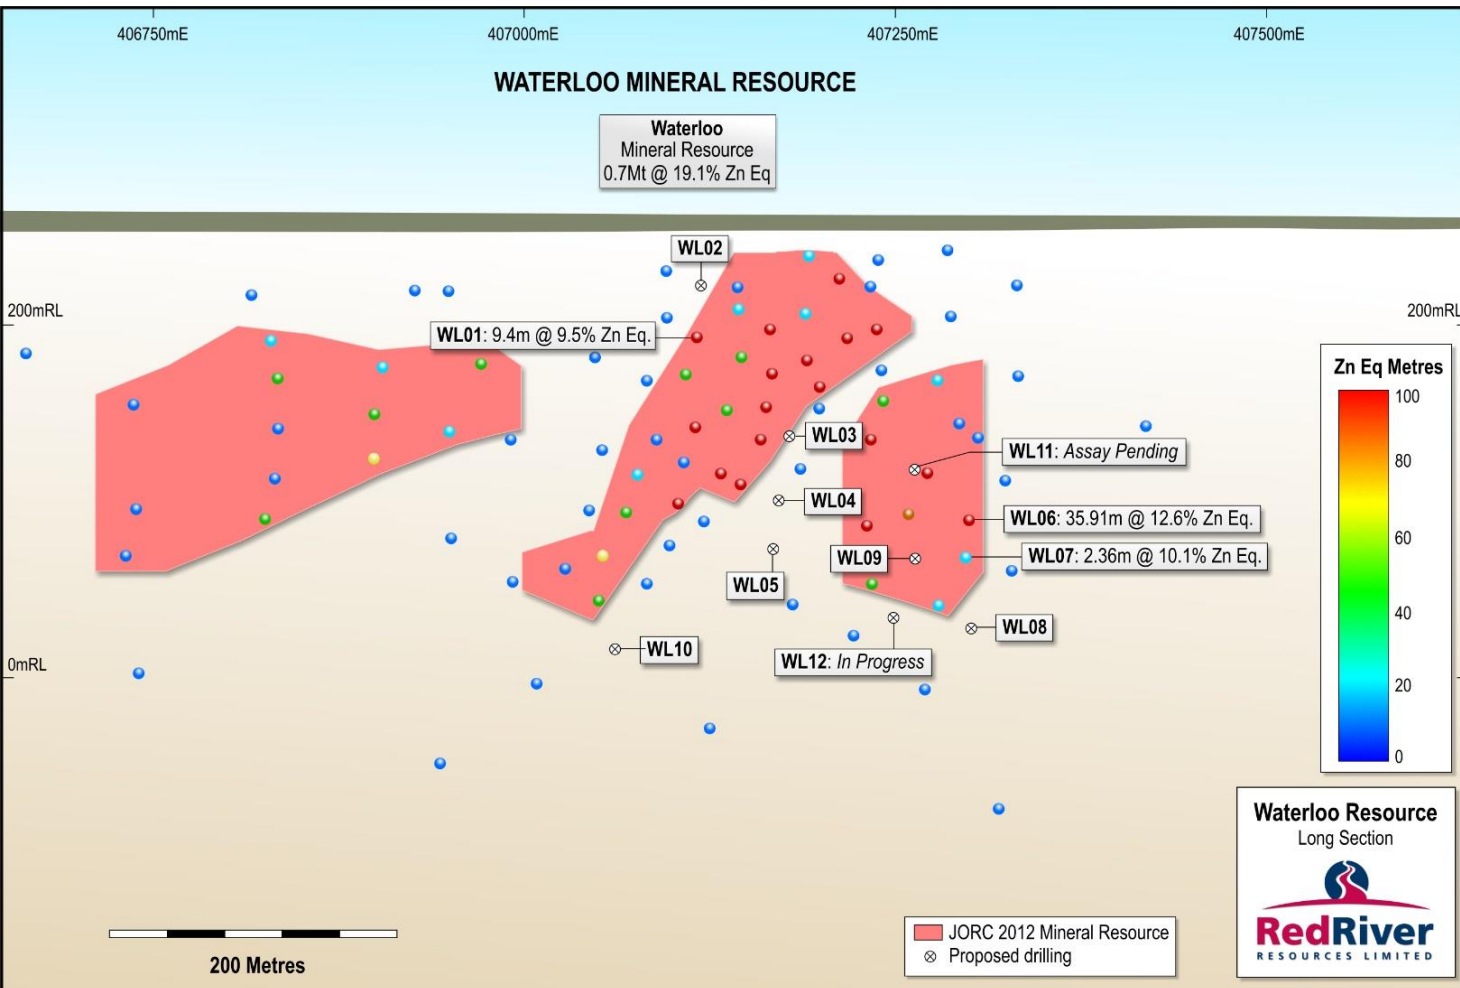 406750mE
407000mE
407250mE
407500mE
WATERLOO MINERAL RESOURCE
Waterloo
Mineral Resource
0.7Mt @ 19.1% Zn Eq
WL02
200mRL
200mRL
WL01: 9.4m @ 9.5% Zn Eq.
Zn Eq Metres
100
80
60
40
20
0
WL03
WL11: Assay Pending
WL04
WL06: 35.91m @ 12.6% Zn Eq.
WL09
WL07: 2.36m @ 10.1% Zn Eq.
WL05
WL08
WL10
WL12: In Progress
0mRL
Waterloo Resource
Long Section
RedRiver
RESOURCES LIMITED
JORC 2012 Mineral Resource
Proposed drilling
200 Metres